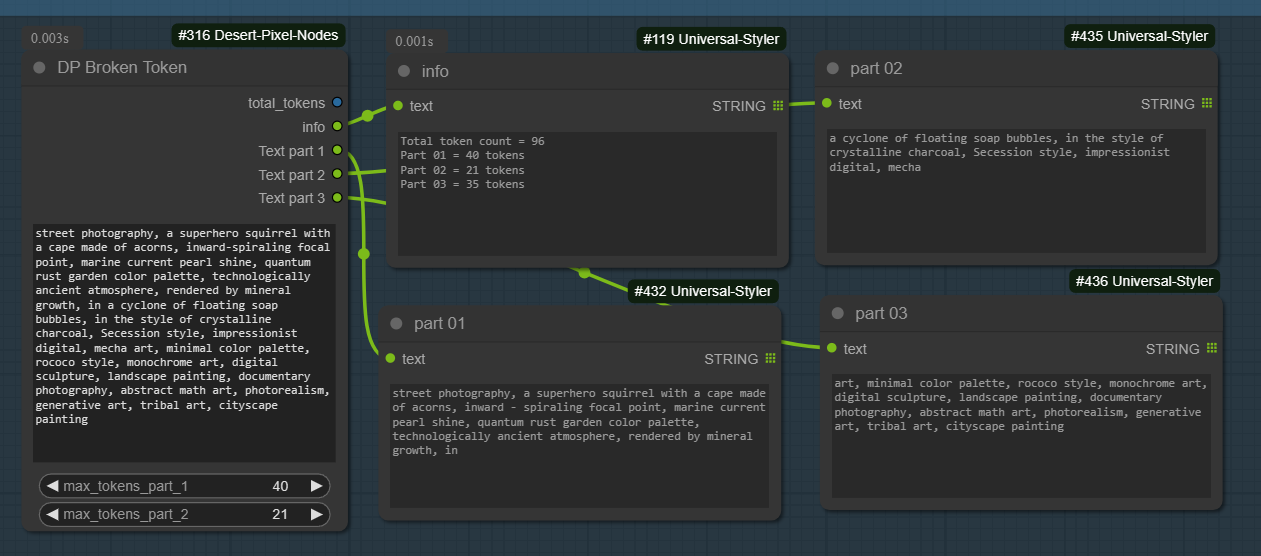 0.003s
#316 Desert-Pixel-Nodes
DP Broken Token
total_tokens
info
Text part 1
Text part 2
Text part 3
street photography, a superhero squirrel with
a cape made of acorns, inward-spiraling focal
point, marine current pearl shine, quantum
rust garden color palette, technologically
ancient atmosphere, rendered by mineral
growth, in a cyclone of floating soap
bubbles, in the style of crystalline
charcoal, Secession style, impressionist
digital, mecha art, minimal color palette,
rococo style, monochrome art, digital
sculpture, landscape painting, documentary
photography, abstract math art, photorealism,
generative art, tribal art, cityscape
painting
max_tokens_part_1 40
max_tokens_part_2 21
0.001s
#119 Universal-Styler
info
text STRING
Total token count = 96
Part 01 = 40 tokens
Part 02 = 21 tokens
Part 03 = 35 tokens
#435 Universal-Styler
part 02
text STRING
a cyclone of floating soap bubbles, in the style of
crystalline charcoal, Secession style, impressionist
digital, mecha
#432 Universal-Styler
part 01
text STRING
street photography, a superhero squirrel with a cape made
of acorns, inward - spiraling focal point, marine current
pearl shine, quantum rust garden color palette,
technologically ancient atmosphere, rendered by mineral
growth, in
#436 Universal-Styler
part 03
text STRING
art, minimal color palette, rococo style, monochrome art,
digital sculpture, landscape painting, documentary
photography, abstract math art, photorealism, generative
art, tribal art, cityscape painting